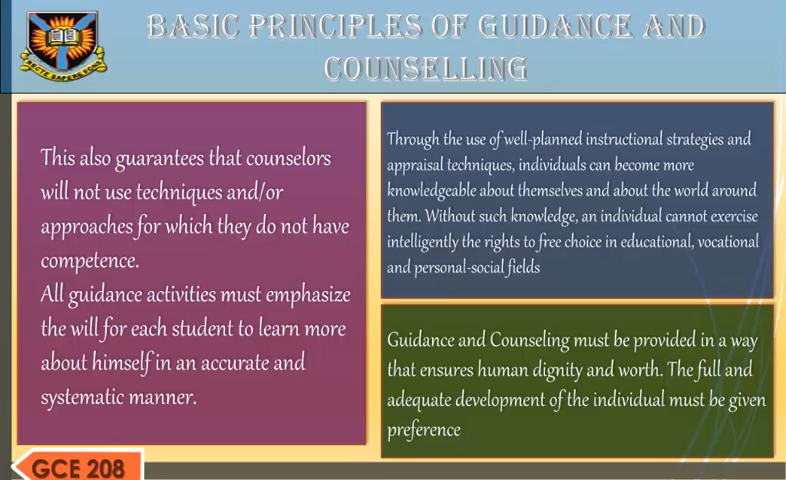 BASIC PRINCIPLES OF GUIDANCE AND
COUNSELLING
RECTE SAPERE FONS
This also guarantees that counselors
will not use techniques and/or
approaches for which they do not have
competence.
All guidance activities must emphasize
the will for each student to learn more
about himself in an accurate and
systematic manner.
Through the use of well-planned instructional strategies and
appraisal techniques, individuals can become more
knowledgeable about themselves and about the world around
them. Without such knowledge, an individual cannot exercise
intelligently the rights to free choice in educational, vocational
and personal-social fields
Guidance and Counseling must be provided in a way
that ensures human dignity and worth. The full and
adequate development of the individual must be given
preference
GCE 208